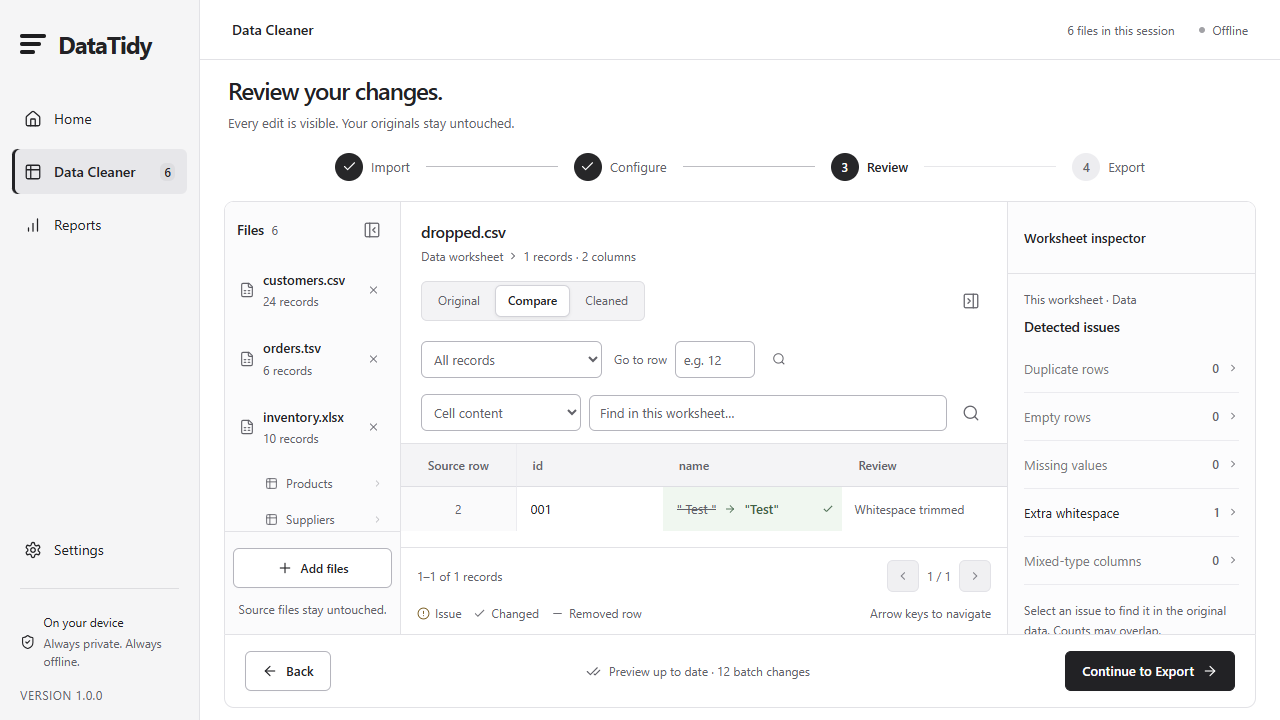 DataTidy
Home
Data Cleaner 6
Reports
Settings
On your device
Always private. Always
offline.
VERSION 1.0.0
Data Cleaner
6 files in this session
Offline
Review your changes.
Every edit is visible. Your originals stay untouched.
Import
Configure
3 Review
4 Export
Files 6
customers.csv
24 records
orders.tsv
6 records
inventory.xlsx
10 records
Products
Suppliers
Add files
Source files stay untouched.
dropped.csv
Data worksheet > 1 records · 2 columns
Original Compare Cleaned
All records Go to row e.g. 12
Cell content Find in this worksheet...
Source row id name Review
2 001 " Test " → "Test" Whitespace trimmed
1–1 of 1 records 1 / 1
Issue Changed Removed row Arrow keys to navigate
Worksheet inspector
This worksheet · Data
Detected issues
Duplicate rows 0
Empty rows 0
Missing values 0
Extra whitespace 1
Mixed-type columns 0
Select an issue to find it in the original
data. Counts may overlap.
Back
Preview up to date · 12 batch changes
Continue to Export